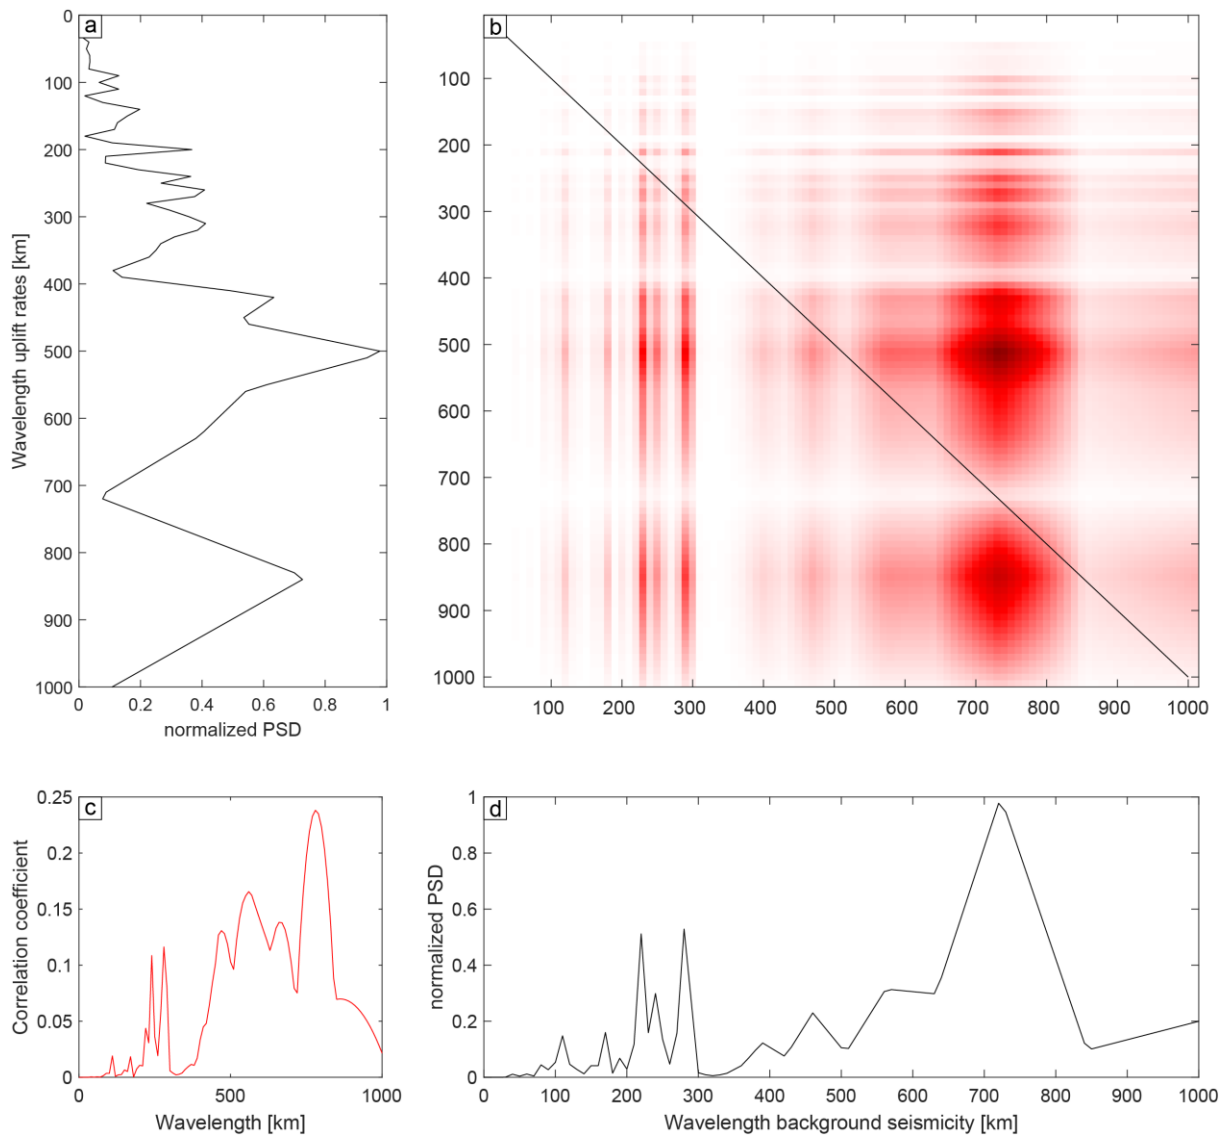 a
0
100
200
300
400
500
600
700
800
900
1000
Wavelength uplift rates [km]
0 0.2 0.4 0.6 0.8 1
normalized PSD
b
100
200
300
400
500
600
700
800
900
1000
100 200 300 400 500 600 700 800 900 1000
c
0.25
0.2
0.15
0.1
0.05
0
Correlation coefficient
0 500 1000
Wavelength [km]
d
1
0.8
0.6
0.4
0.2
0
normalized PSD
0 100 200 300 400 500 600 700 800 900 1000
Wavelength background seismicity [km]